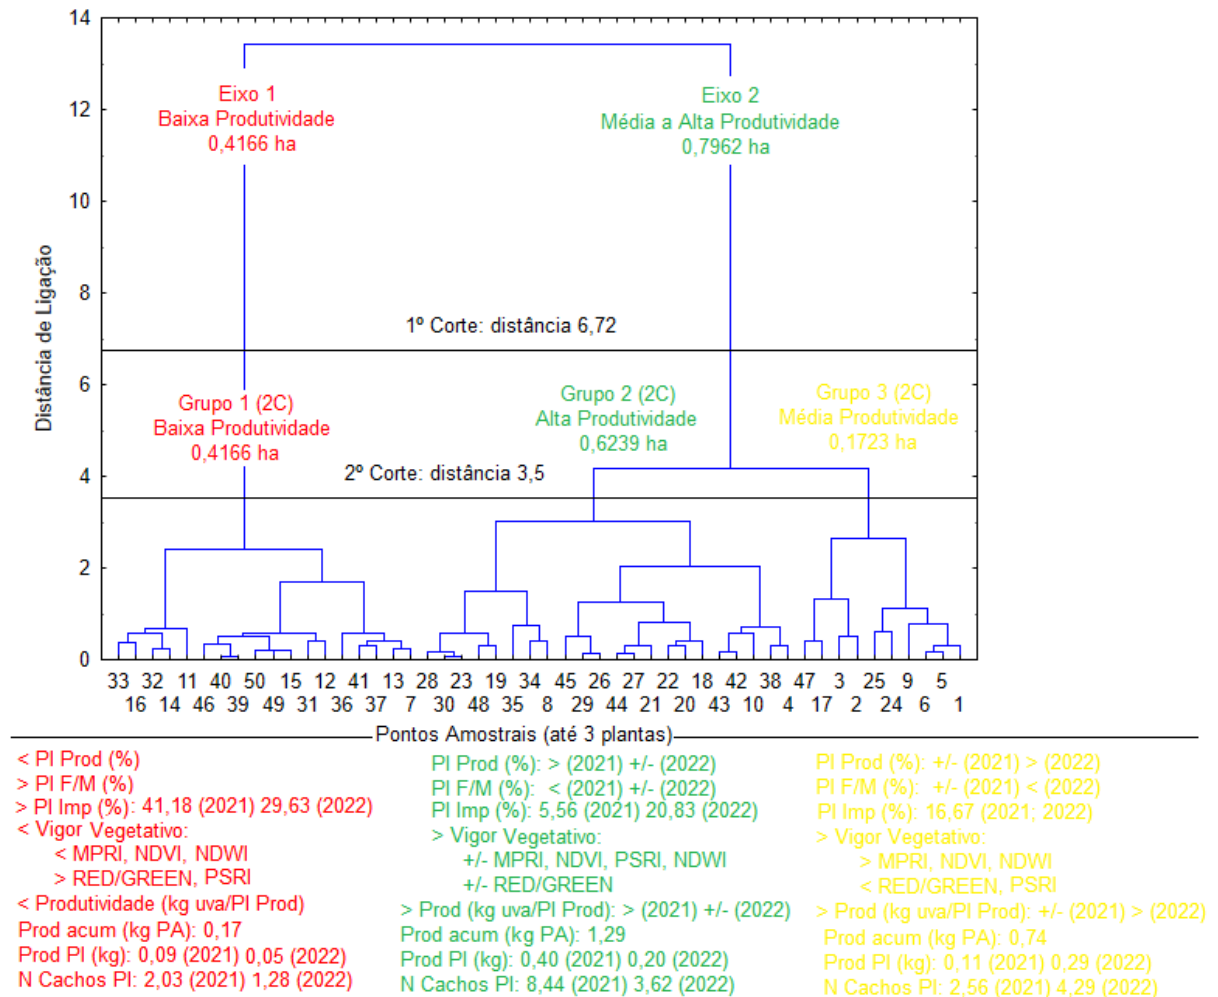 14
12
10
8
6
4
2
0
Distância de Ligação
Eixo 1
Baixa Produtividade
0,4166 ha
Eixo 2
Média a Alta Produtividade
0,7962 ha
1º Corte: distância 6,72
Grupo 1 (2C)
Baixa Produtividade
0,4166 ha
Grupo 2 (2C)
Alta Produtividade
0,6239 ha
Grupo 3 (2C)
Média Produtividade
0,1723 ha
2º Corte: distância 3,5
33 32 11 40 50 15 12 41 13 28 23 19 34 45 26 27 22 18 42 38 47 3 25 9 5
16 14 46 39 49 31 36 37 7 30 48 35 8 29 44 21 20 43 10 4 17 2 24 6 1
Pontos Amostrais (até 3 plantas)
< Pl Prod (%)
> Pl F/M (%)
> Pl Imp (%): 41,18 (2021) 29,63 (2022)
< Vigor Vegetativo:
< MPRI, NDVI, NDWI
> RED/GREEN, PSRI
< Produtividade (kg uva/Pl Prod)
Prod acum (kg PA): 0,17
Prod Pl (kg): 0,09 (2021) 0,05 (2022)
N Cachos Pl: 2,03 (2021) 1,28 (2022)
Pl Prod (%): > (2021) +/- (2022)
Pl F/M (%): < (2021) +/- (2022)
Pl Imp (%): 5,56 (2021) 20,83 (2022)
> Vigor Vegetativo:
+/- MPRI, NDVI, PSRI, NDWI
+/- RED/GREEN
> Prod (kg uva/Pl Prod): > (2021) +/- (2022)
Prod acum (kg PA): 1,29
Prod Pl (kg): 0,40 (2021) 0,20 (2022)
N Cachos Pl: 8,44 (2021) 3,62 (2022)
Pl Prod (%): +/- (2021) > (2022)
Pl F/M (%): +/- (2021) < (2022)
Pl Imp (%): 16,67 (2021; 2022)
> Vigor Vegetativo:
> MPRI, NDVI, NDWI
< RED/GREEN, PSRI
> Prod (kg uva/Pl Prod): +/- (2021) > (2022)
Prod acum (kg PA): 0,74
Prod Pl (kg): 0,11 (2021) 0,29 (2022)
N Cachos Pl: 2,56 (2021) 4,29 (2022)